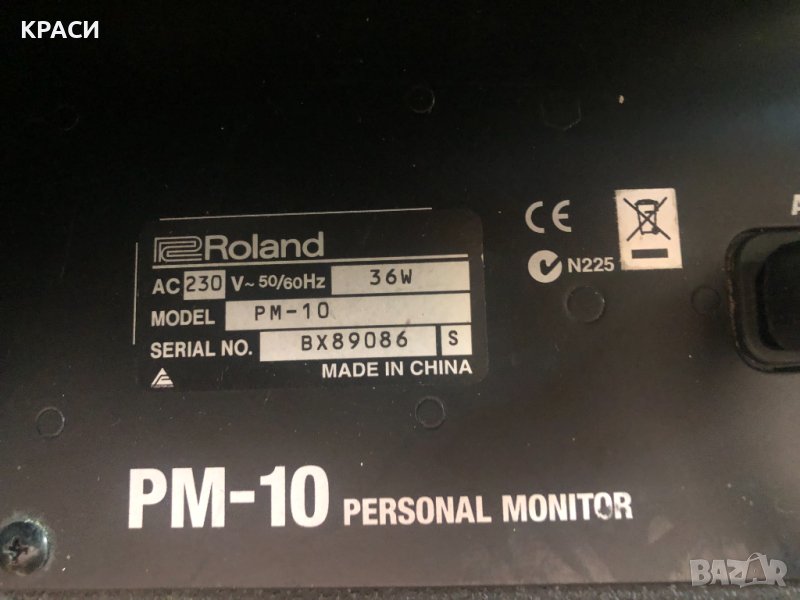 КРАСИ
Roland
AC 230 V~ 50/60Hz 36W
MODEL PM-10
SERIAL NO. BX89086 S
MADE IN CHINA
N225
PM-10 PERSONAL MONITOR
BAZAR